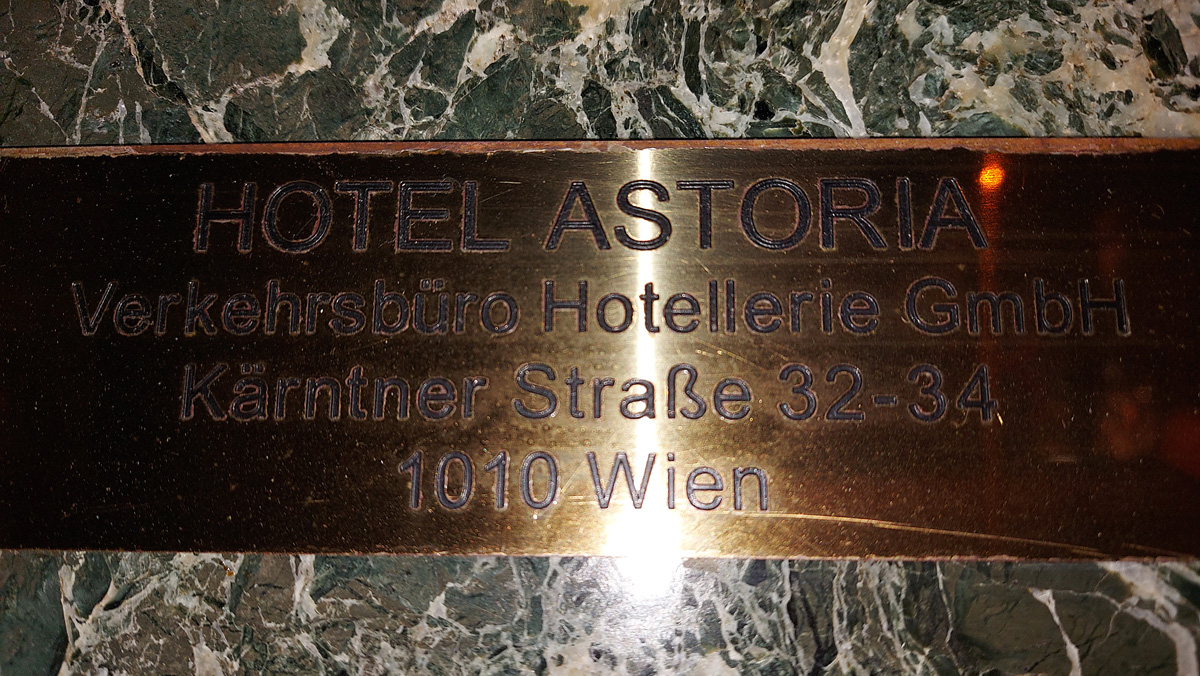 HOTEL ASTORIA
Verkehrsbüro Hotellerie GmbH
Kärntner Straße 32-34
1010 Wien